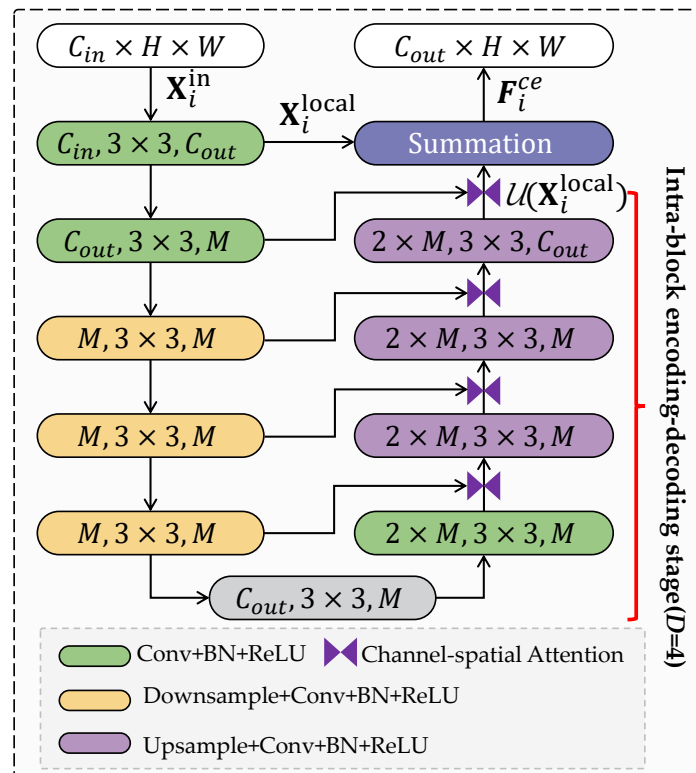 C_in × H × W
C_out × H × W
X_i^in
F_i^ce
X_i^local
C_in, 3 × 3, C_out
Summation
U(X_i^local)
C_out, 3 × 3, M
2 × M, 3 × 3, C_out
M, 3 × 3, M
2 × M, 3 × 3, M
M, 3 × 3, M
2 × M, 3 × 3, M
M, 3 × 3, M
2 × M, 3 × 3, M
C_out, 3 × 3, M
Intra-block encoding-decoding stage(D=4)
Conv+BN+ReLU
Channel-spatial Attention
Downsample+Conv+BN+ReLU
Upsample+Conv+BN+ReLU